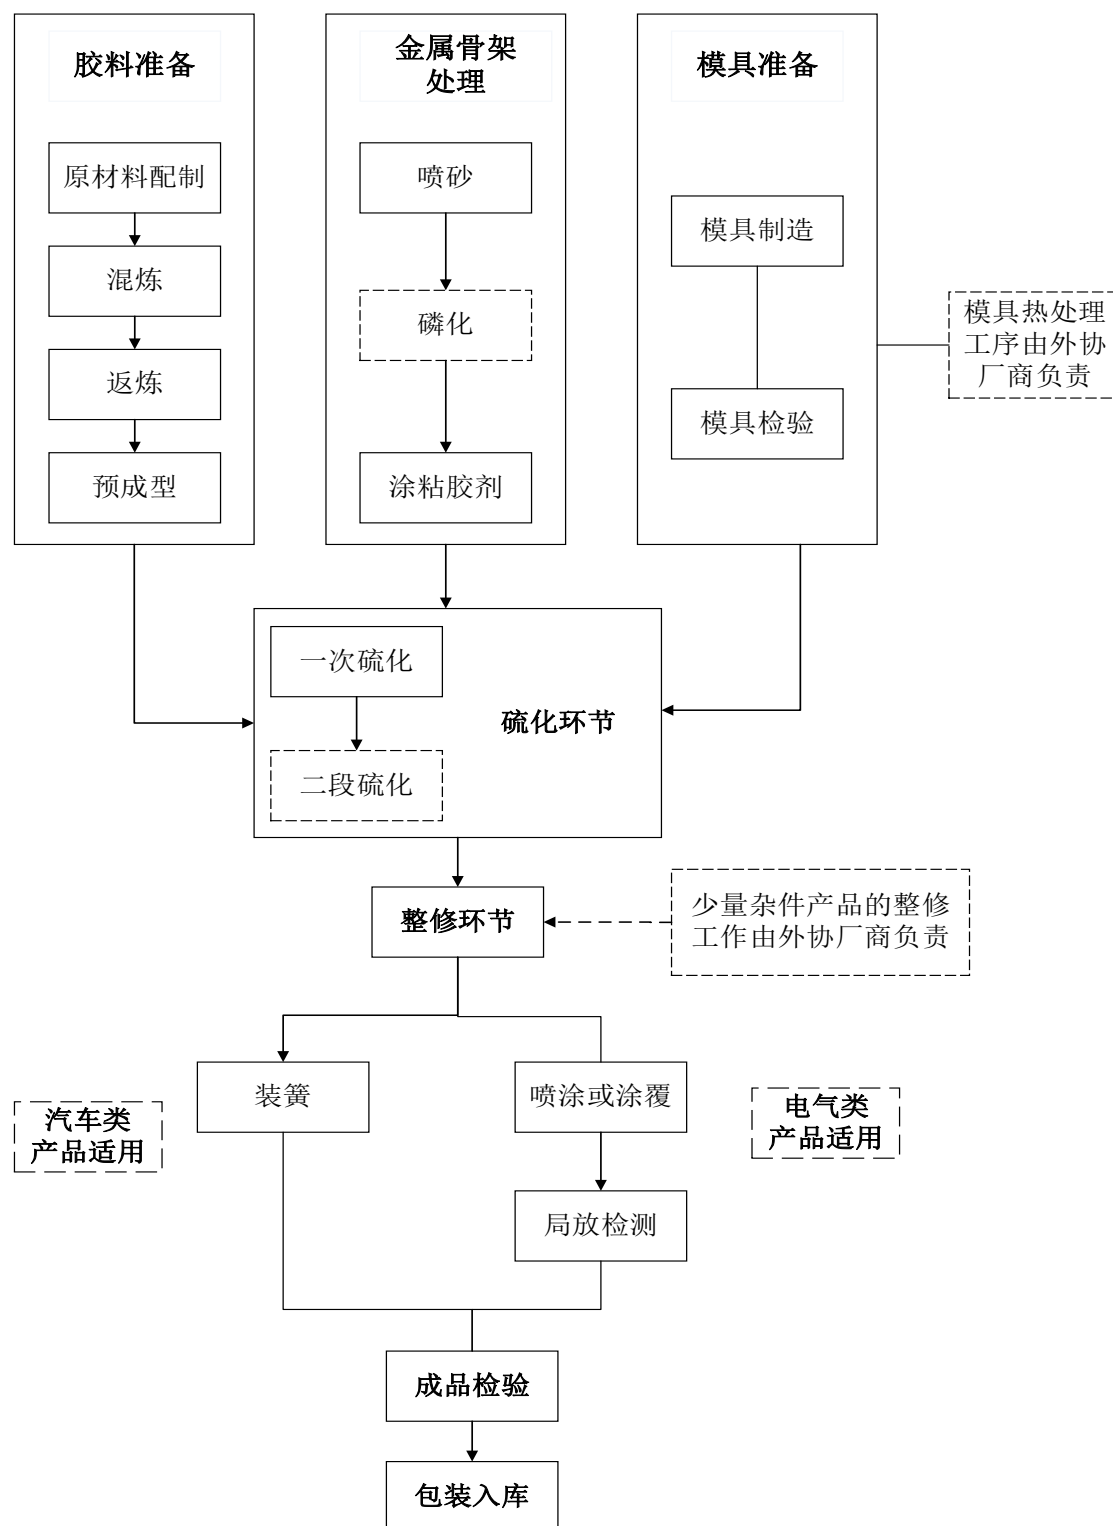 胶料准备
原材料配制
混炼
返炼
预成型
金属骨架
处理
喷砂
磷化
涂粘胶剂
模具准备
模具制造
模具检验
模具热处理
工序由外协
厂商负责
一次硫化
二段硫化
硫化环节
整修环节
少量杂件产品的整修
工作由外协厂商负责
汽车类
产品适用
装簧
喷涂或涂覆
局放检测
电气类
产品适用
成品检验
包装入库